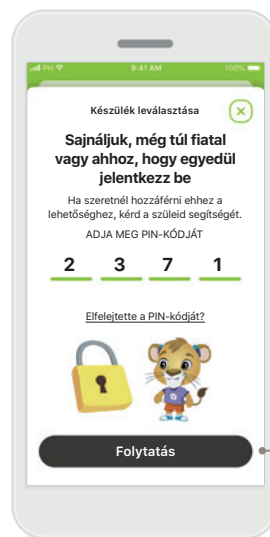 PH 9:41 AM 100%
Készülék leválasztása
Sajnáljuk, még túl fiatal
vagy ahhoz, hogy egyedül
jelentkezz be
Ha szeretnél hozzáférni ehhez a
lehetőséghez, kérd a szüleid segítségét.
ADJA MEG PIN-KÓDJÁT
2 3 7 1
Elfelejtette a PIN-kódját?
Folytatás